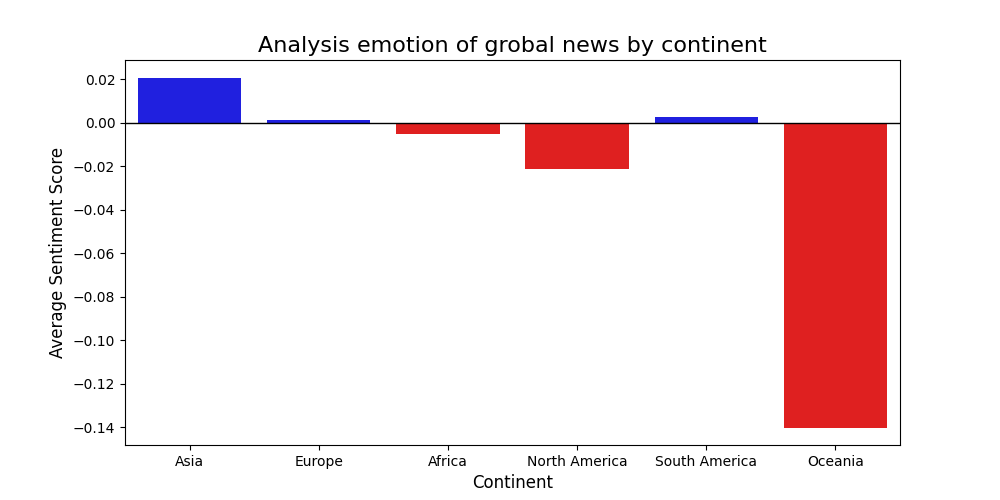 Analysis emotion of grobal news by continent
0.02
0.00
−0.02
−0.04
−0.06
−0.08
−0.10
−0.12
−0.14
Average Sentiment Score
Asia Europe Africa North America South America Oceania
Continent